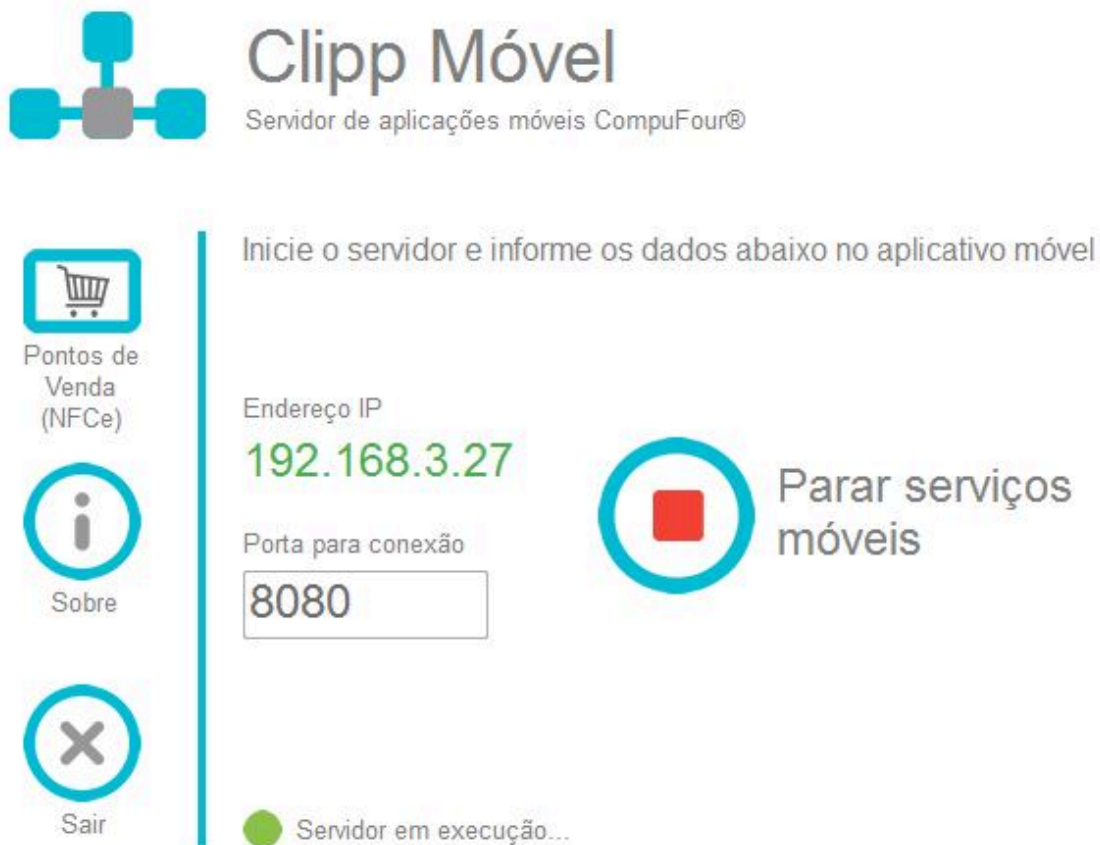 Clipp Móvel
Servidor de aplicações móveis CompuFour®
Inicie o servidor e informe os dados abaixo no aplicativo móvel
Pontos de
Venda
(NFCe)
Sobre
Sair
Endereço IP
192.168.3.27
Porta para conexão
8080
Parar serviços
móveis
Servidor em execução...